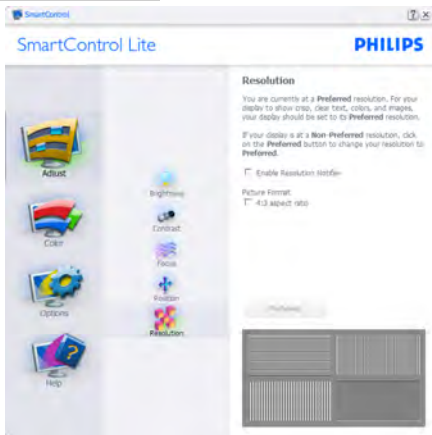 SmartControl
SmartControl Lite
PHILIPS
Adjust
Color
Options
Help
Brightness
Contrast
Focus
Position
Resolution
Resolution
You are currently at a Preferred resolution. For your
display to show crisp, clear text, colors, and images,
your display should be set to its Preferred resolution.
If your display is at a Non-Preferred resolution, click
on the Preferred button to change your resolution to
Preferred.
Enable Resolution Notifier
Picture Format
4:3 aspect ratio
Preferred